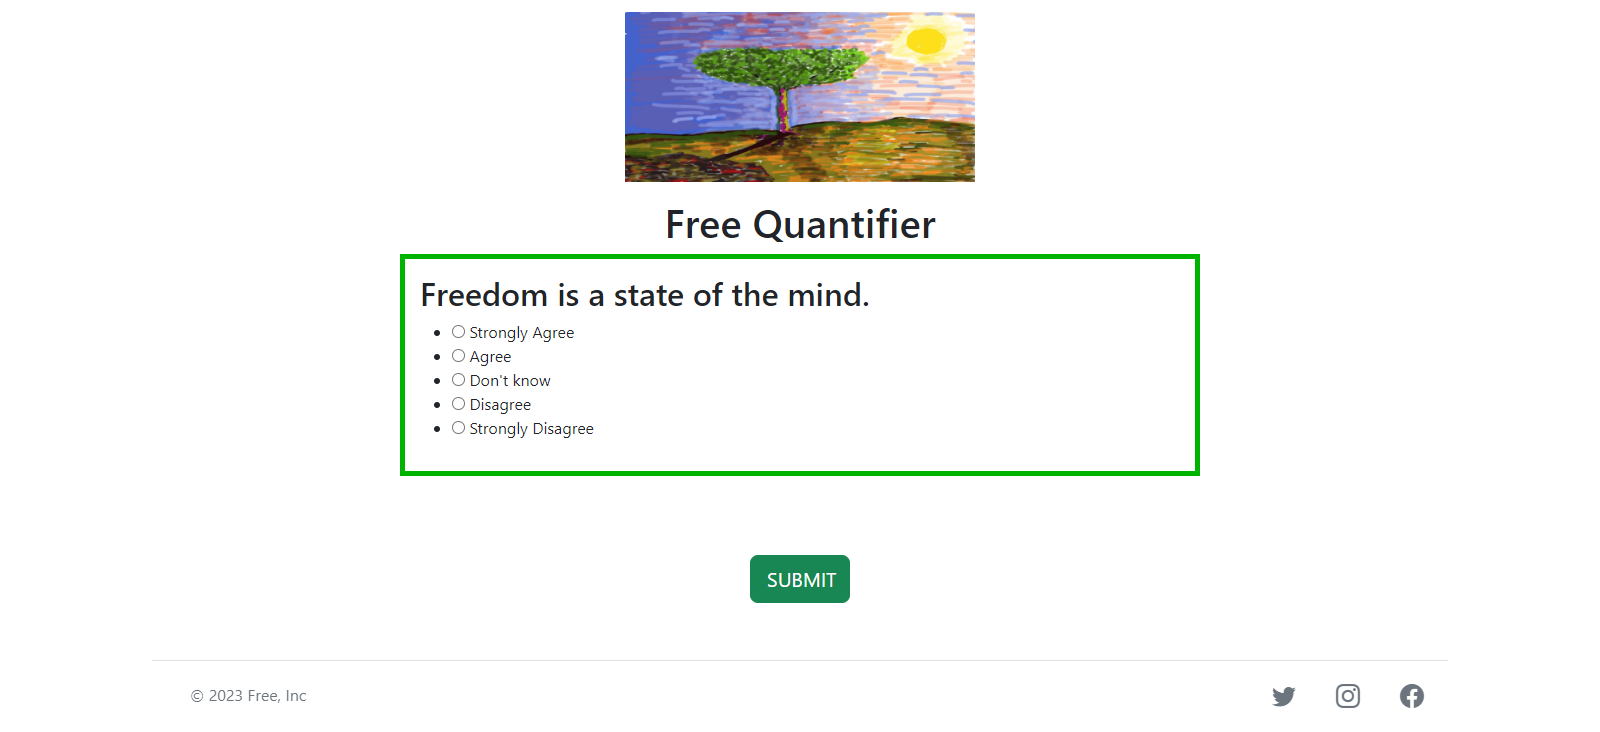 Free Quantifier
Freedom is a state of the mind.
Strongly Agree
Agree
Don't know
Disagree
Strongly Disagree
SUBMIT
© 2023 Free, Inc